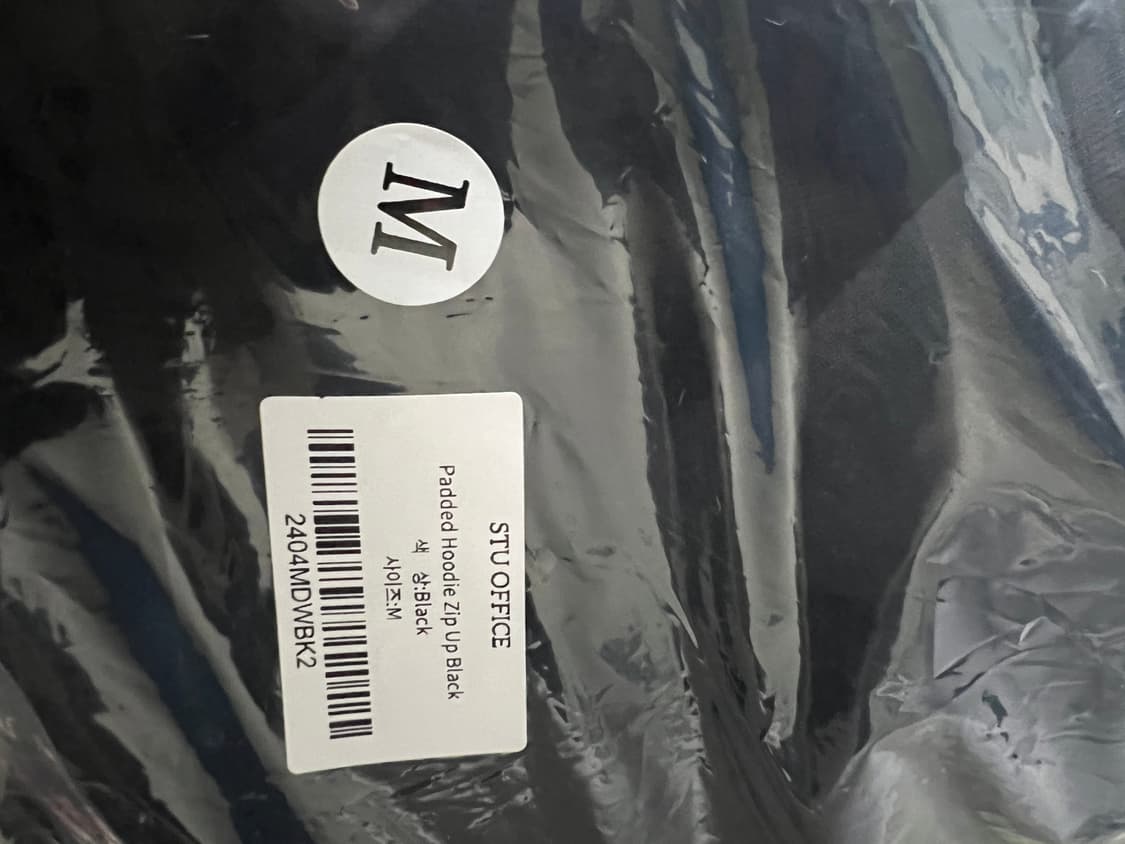 M
STU OFFICE
Padded Hoodie Zip Up Black
색 상:Black
사이즈:M
2404MDWBK2